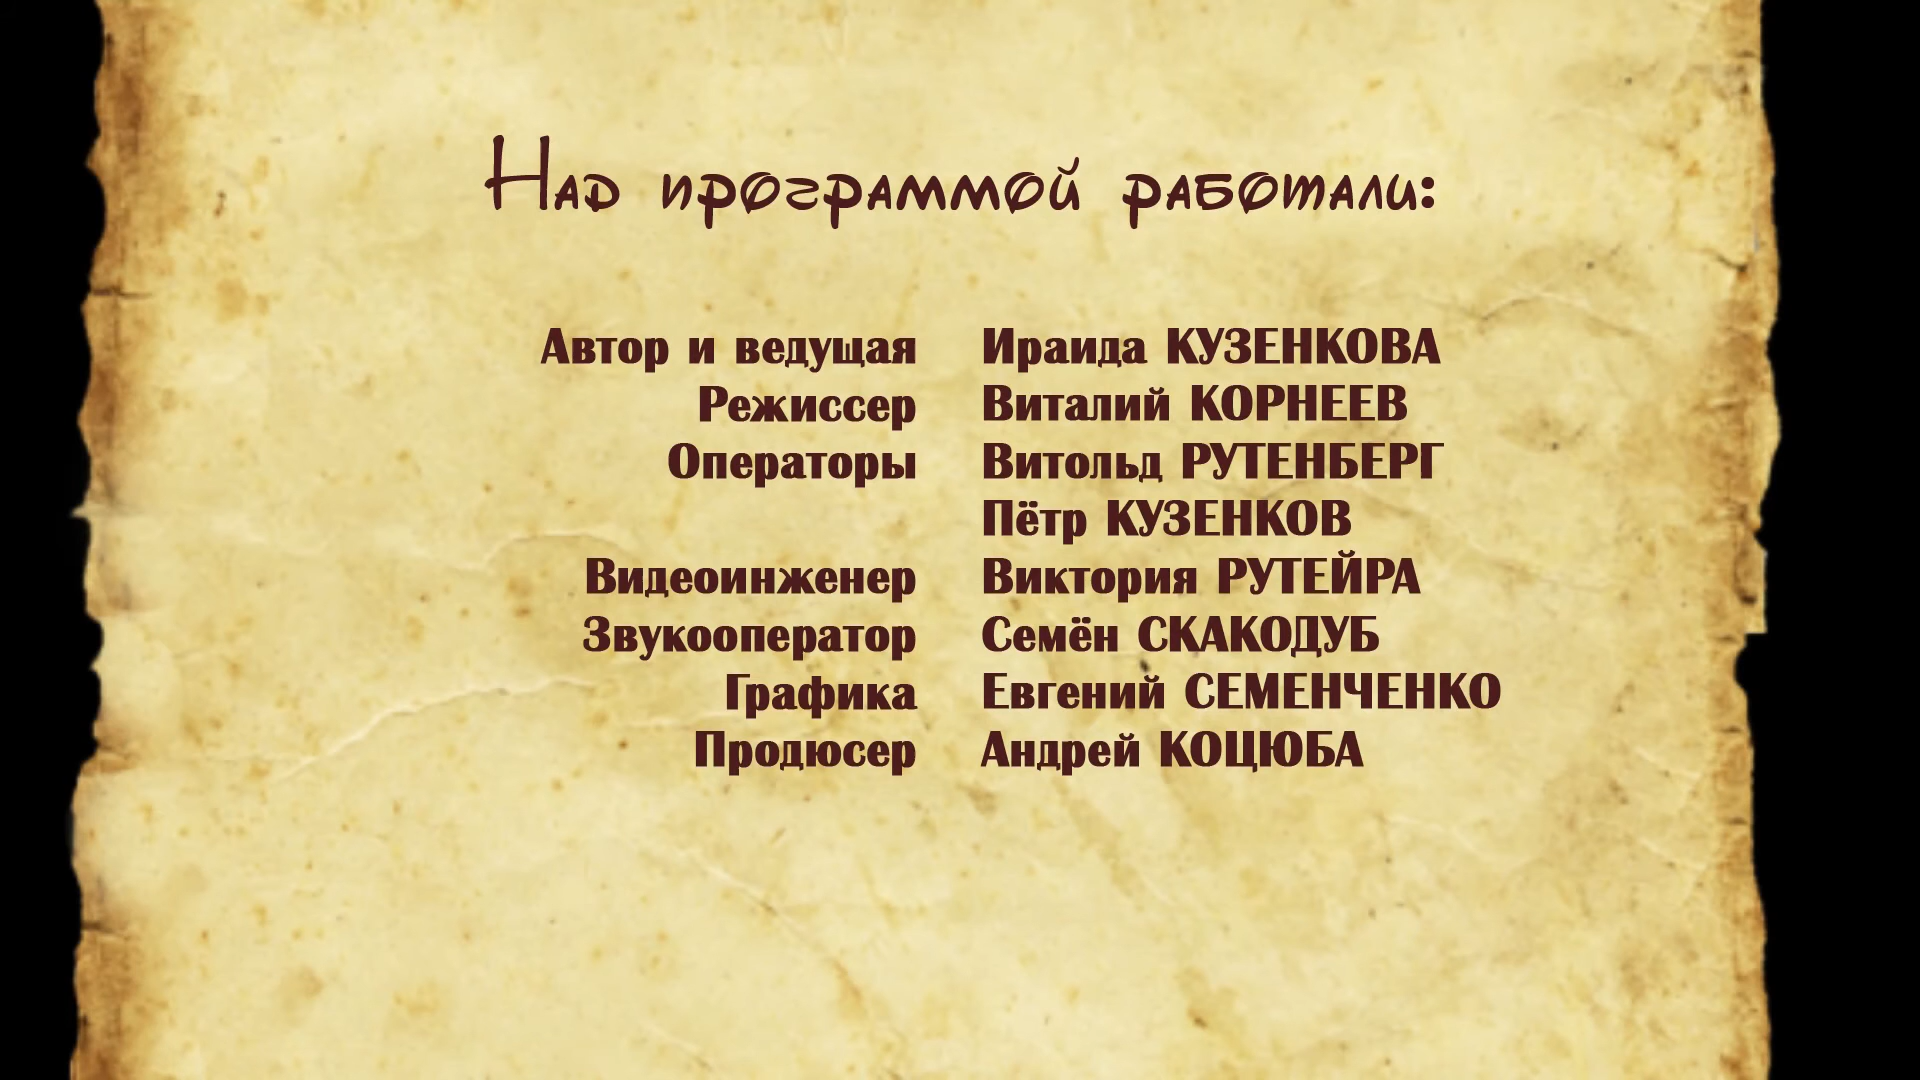 Над программой работали:
Автор и ведущая Ираида КУЗЕНКОВА
Режиссер Виталий КОРНЕЕВ
Операторы Витольд РУТЕНБЕРГ
Пётр КУЗЕНКОВ
Видеоинженер Виктория РУТЕЙРА
Звукооператор Семён СКАКОДУБ
Графика Евгений СЕМЕНЧЕНКО
Продюсер Андрей КОЦЮБА